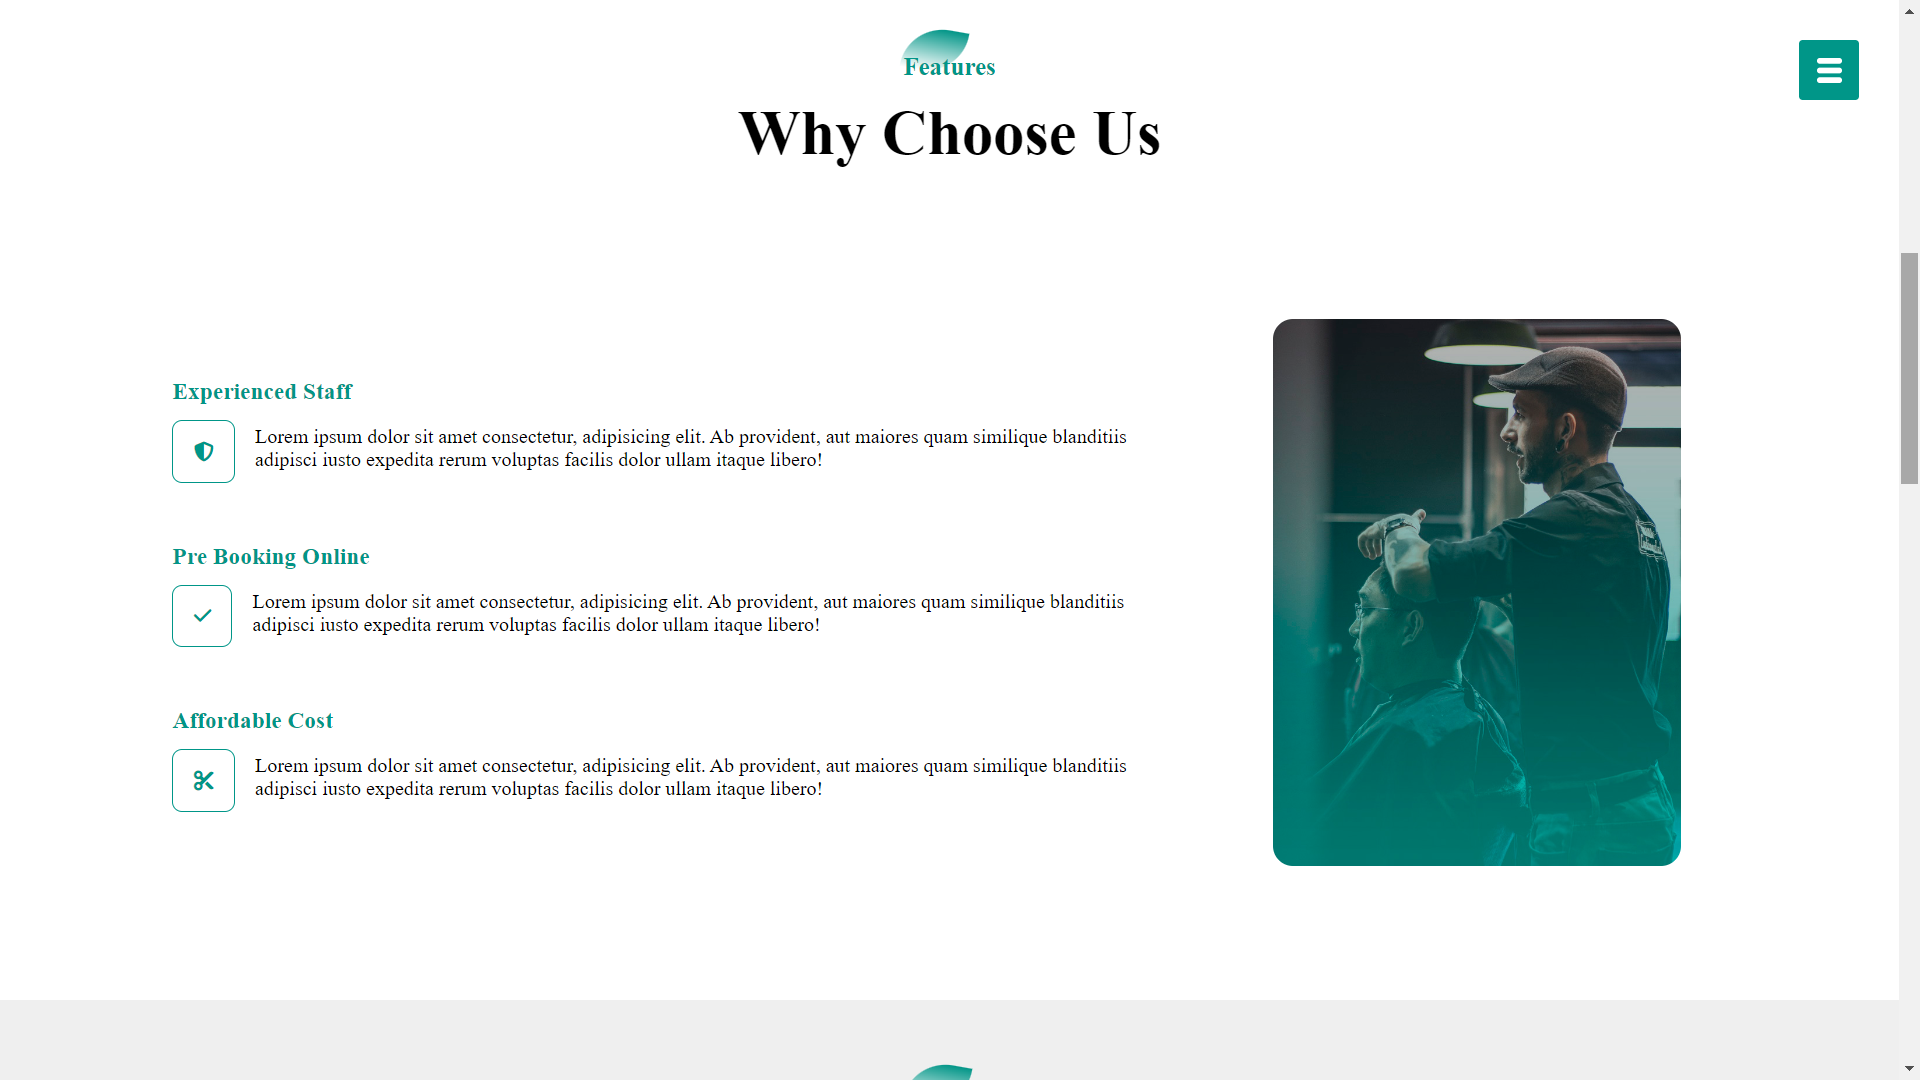 Features
Why Choose Us
Experienced Staff
Lorem ipsum dolor sit amet consectetur, adipisicing elit. Ab provident, aut maiores quam similique blanditiis
adipisci iusto expedita rerum voluptas facilis dolor ullam itaque libero!
Pre Booking Online
Lorem ipsum dolor sit amet consectetur, adipisicing elit. Ab provident, aut maiores quam similique blanditiis
adipisci iusto expedita rerum voluptas facilis dolor ullam itaque libero!
Affordable Cost
Lorem ipsum dolor sit amet consectetur, adipisicing elit. Ab provident, aut maiores quam similique blanditiis
adipisci iusto expedita rerum voluptas facilis dolor ullam itaque libero!